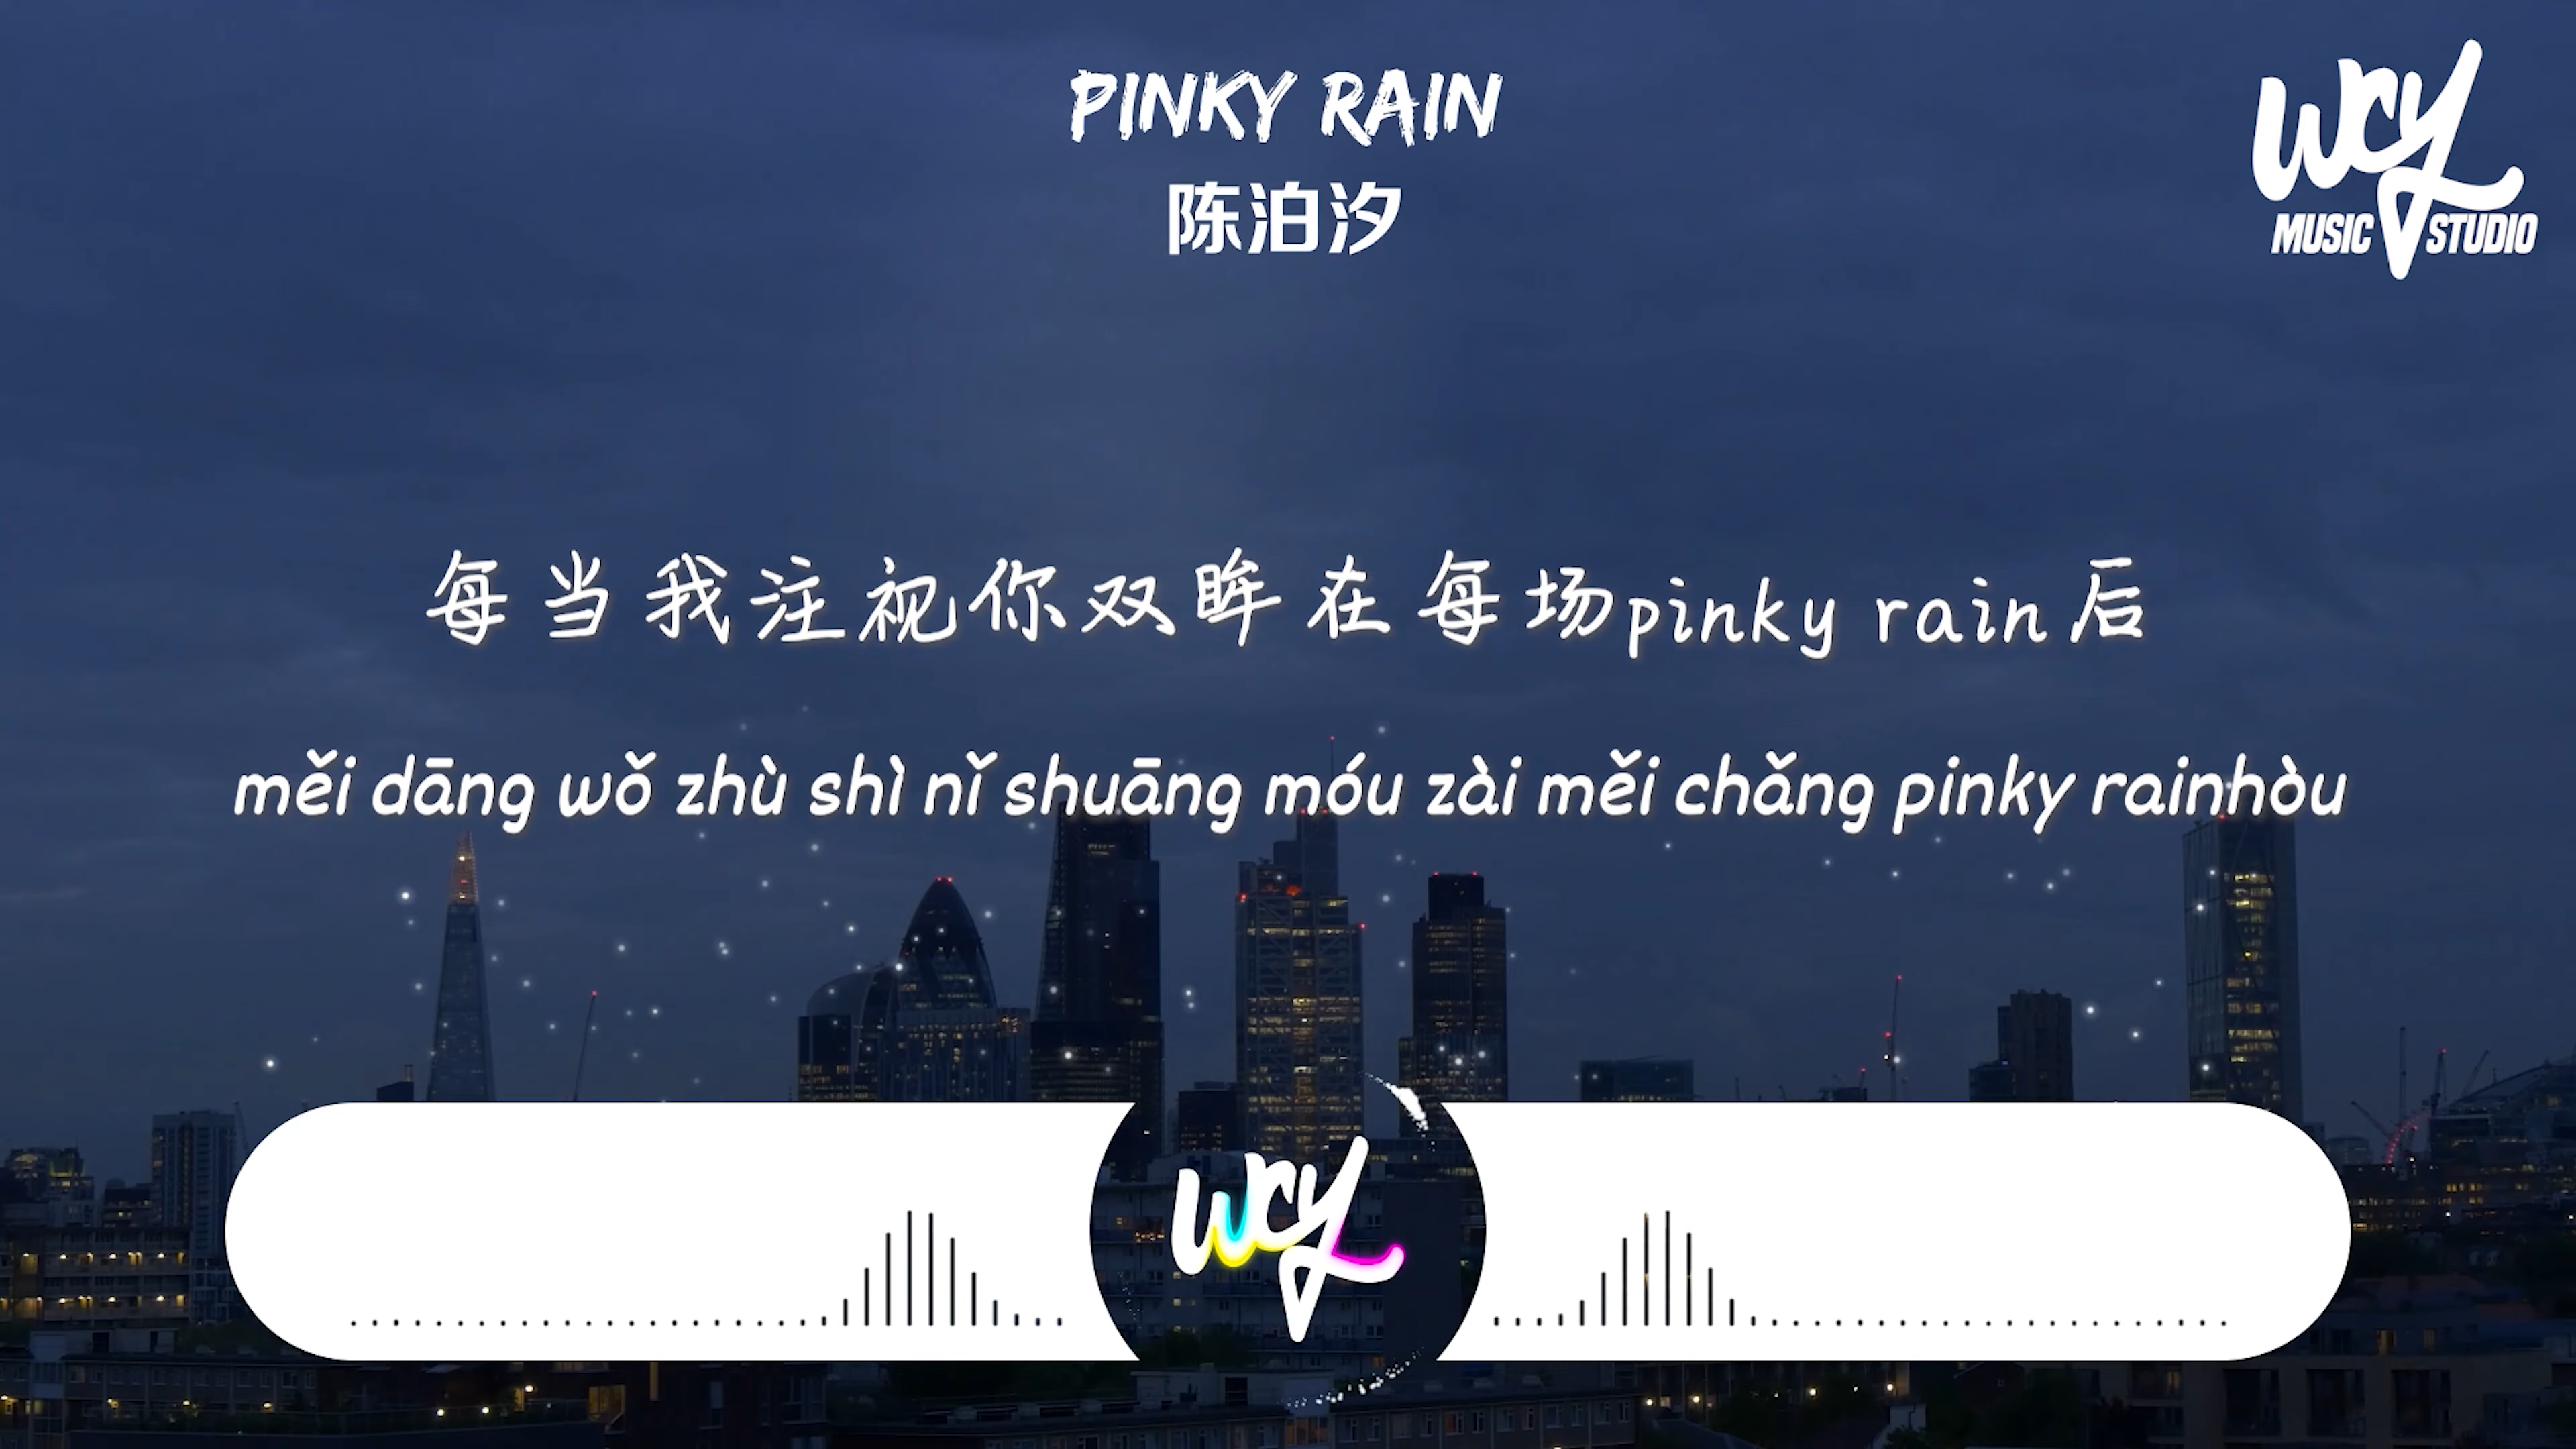 PINKY RAIN
陈泊汐
WCY
MUSIC STUDIO
每当我注视你双眸在每场pinky rain后
měi dāng wǒ zhù shì nǐ shuāng móu zài měi chǎng pinky rainhòu
WCY